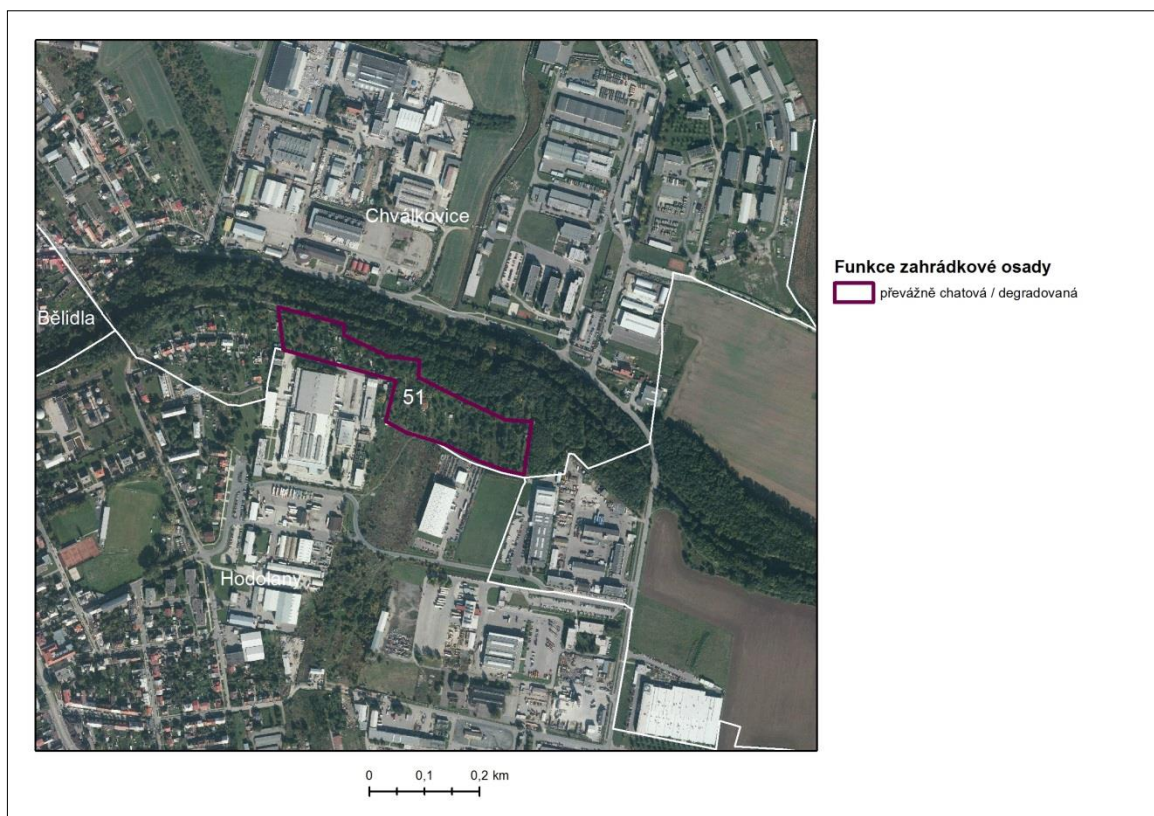 Chválkovice
Bělidla
51
Hodolany
Funkce zahrádkové osady
převážně chatová / degradovaná
0 0,1 0,2 km